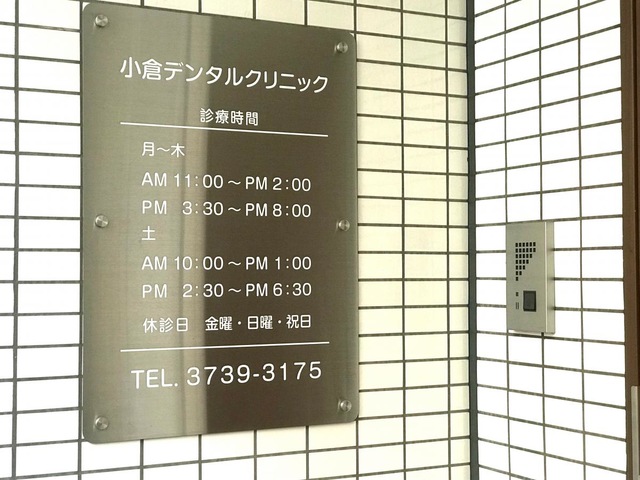 小倉デンタルクリニック
診療時間
月〜木
AM 11:00 〜 PM 2:00
PM 3:30 〜 PM 8:00
土
AM 10:00 〜 PM 1:00
PM 2:30 〜 PM 6:30
休診日 金曜・日曜・祝日
TEL. 3739-3175